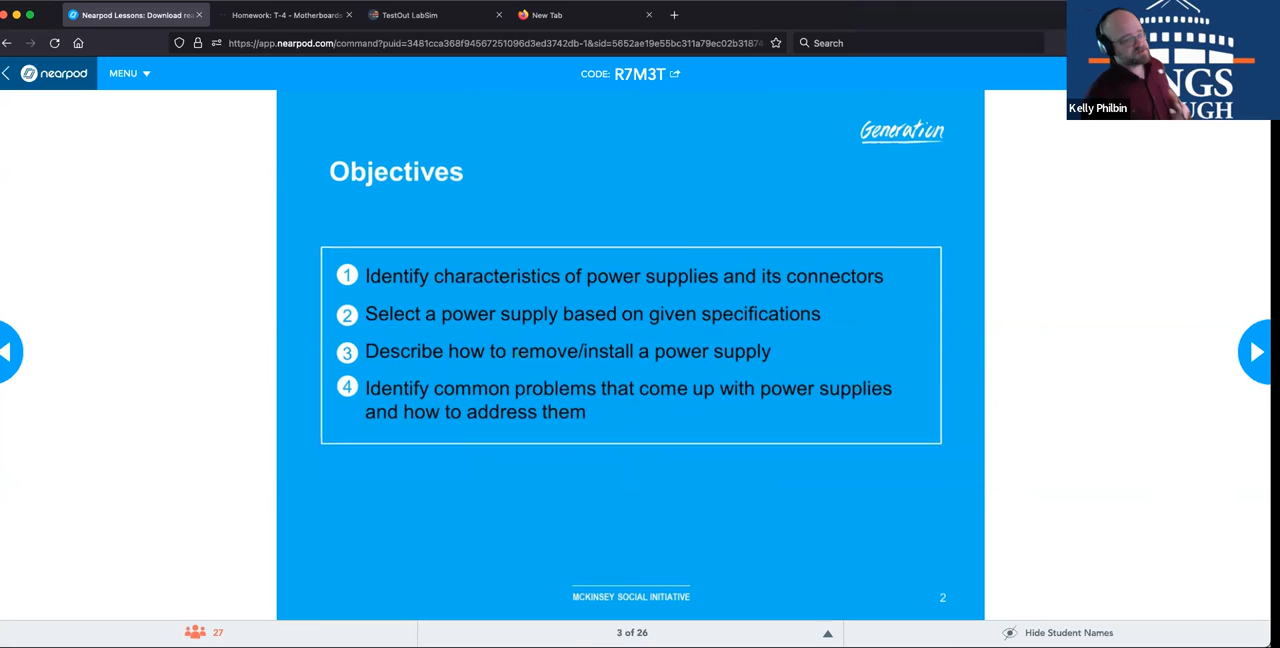 Nearpod Lessons: Download re
Homework: T-4 - Motherboards
TestOut LabSim
New Tab
https://app.nearpod.com/command?puid=3481cca368f94567251096d3ed3742db-1&sid=5652ae19e55bc311a79ec02b31874
Search
nearpod
MENU
CODE: R7M3T
NGS
UGH
Kelly Philbin
Generation
Objectives
1 Identify characteristics of power supplies and its connectors
2 Select a power supply based on given specifications
3 Describe how to remove/install a power supply
4 Identify common problems that come up with power supplies
and how to address them
MCKINSEY SOCIAL INITIATIVE
2
27
3 of 26
Hide Student Names